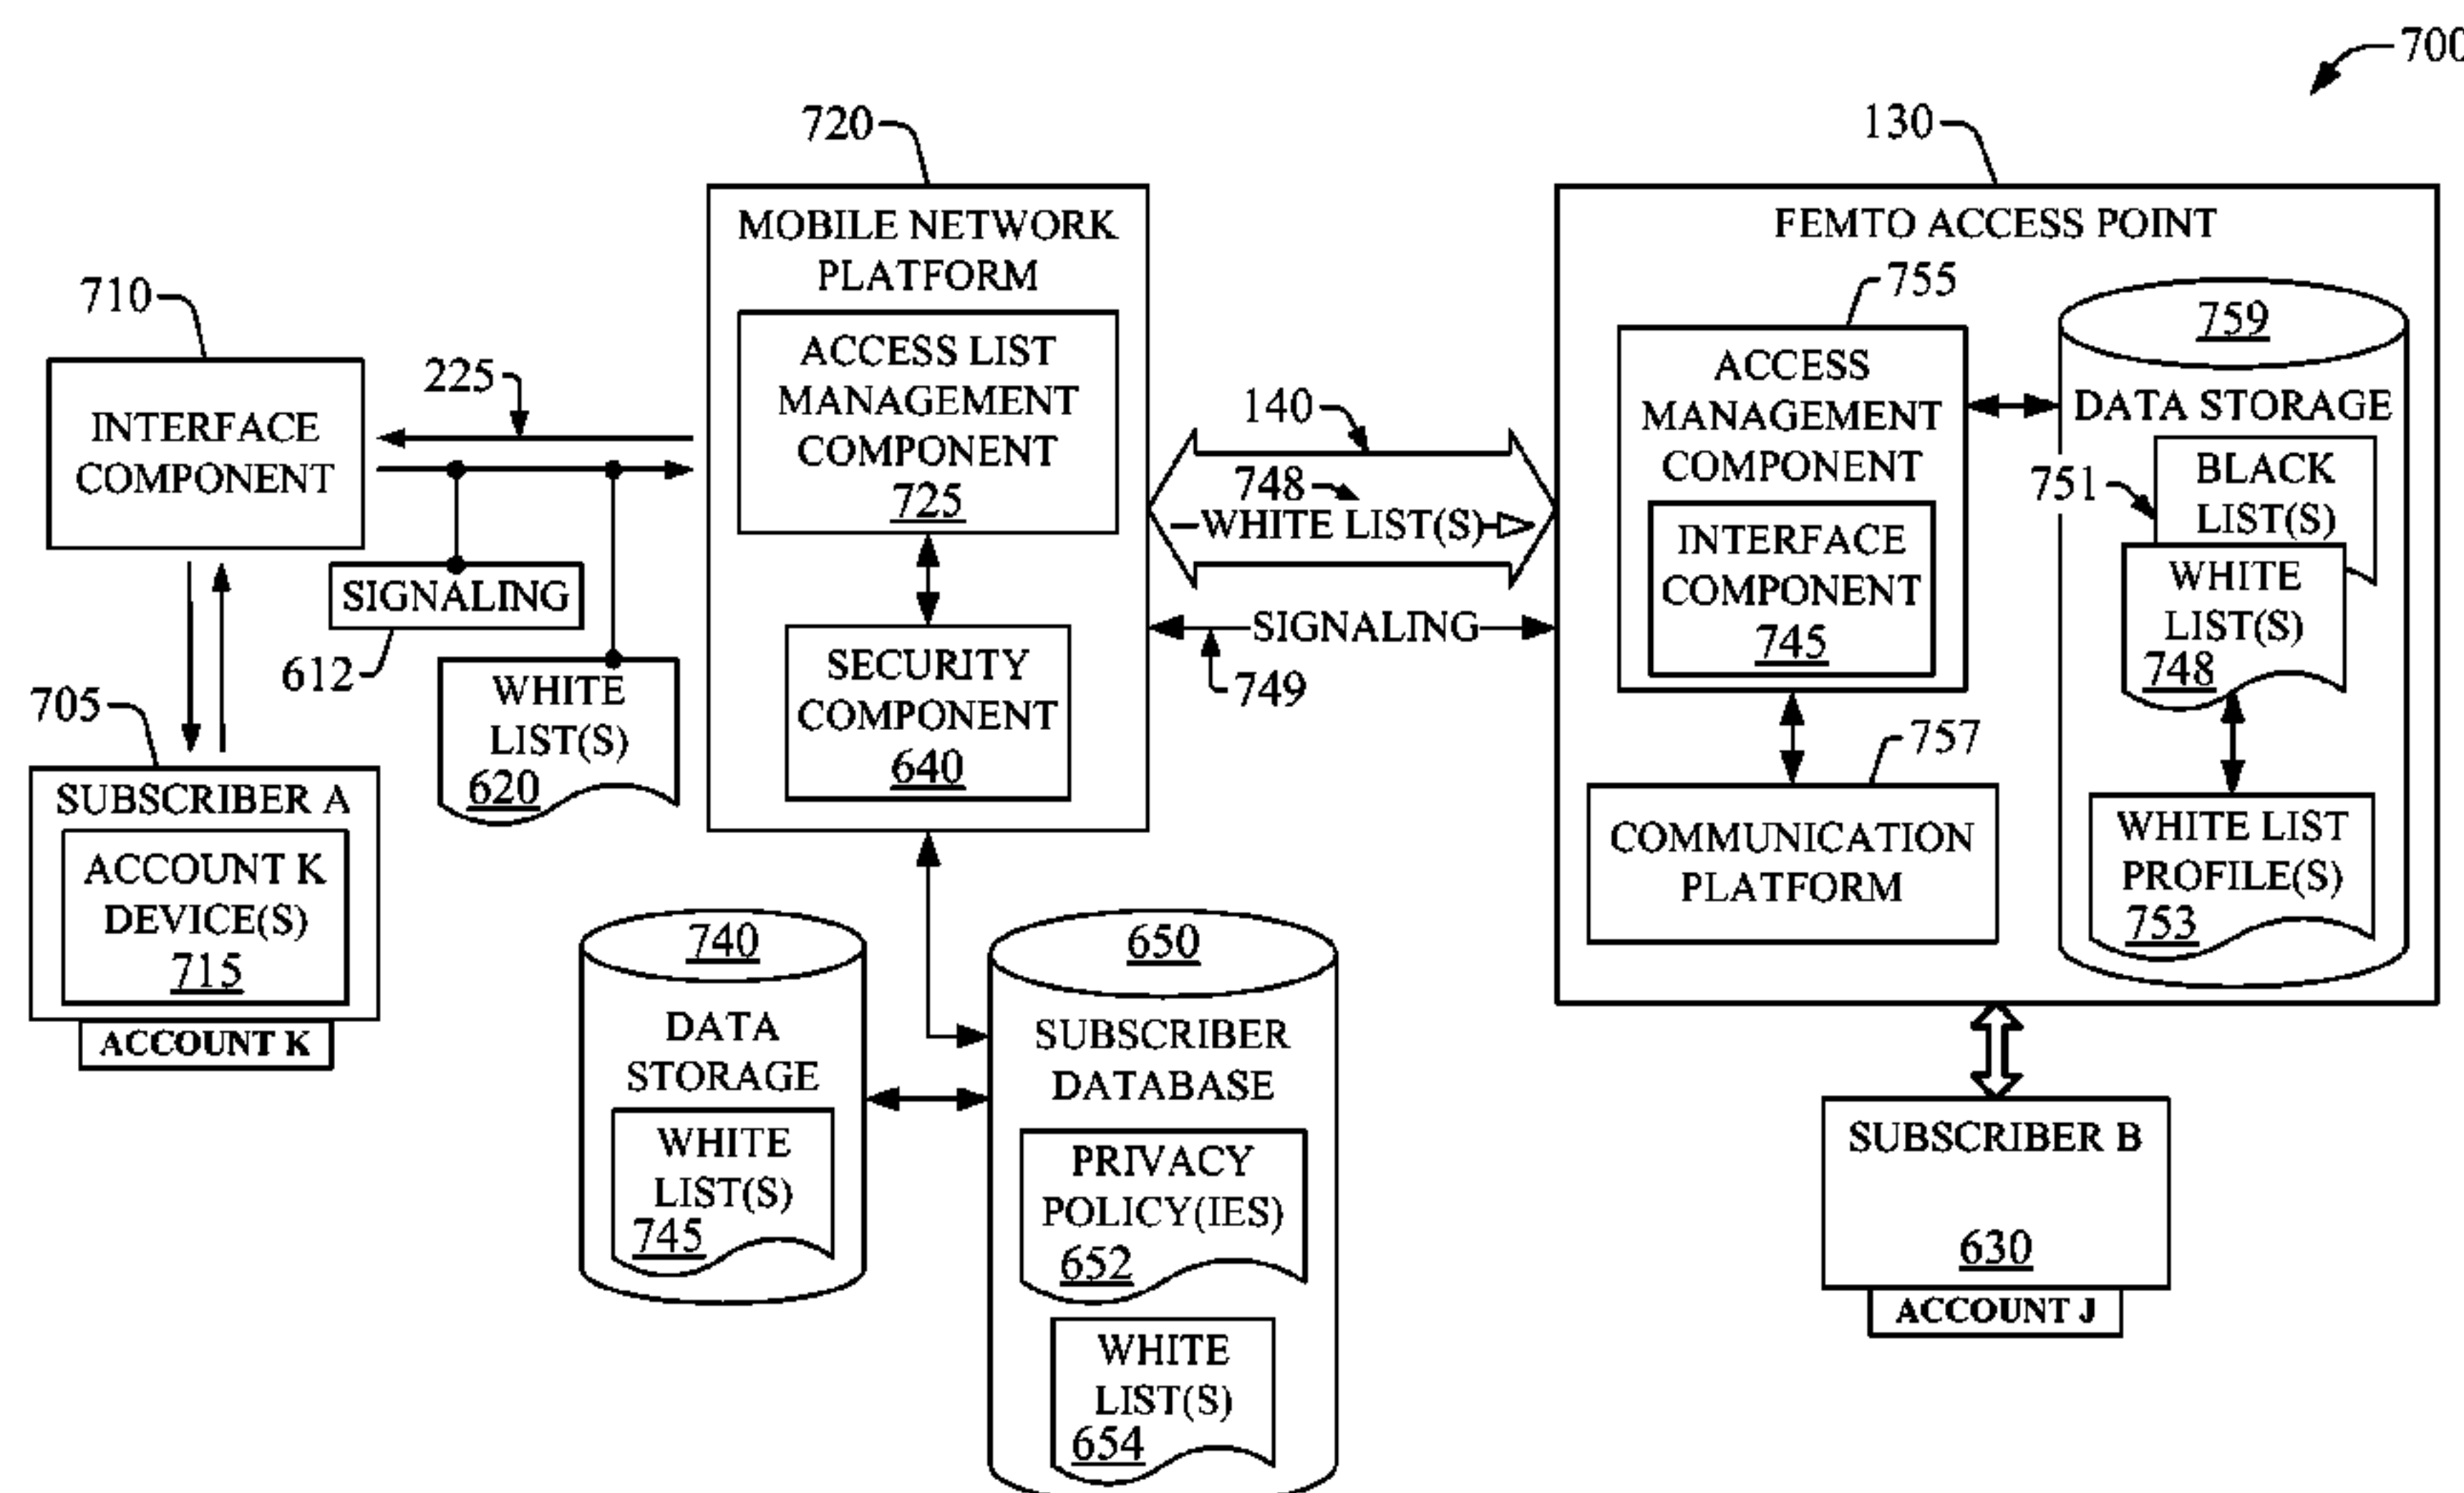 700
720
130
MOBILE NETWORK
PLATFORM
ACCESS LIST
MANAGEMENT
COMPONENT
725
SECURITY
COMPONENT
640
710
INTERFACE
COMPONENT
225
SIGNALING
612
WHITE
LIST(S)
620
705
SUBSCRIBER A
ACCOUNT K
DEVICE(S)
715
ACCOUNT K
140
748
WHITE LIST(S)
SIGNALING
749
FEMTO ACCESS POINT
755
ACCESS
MANAGEMENT
COMPONENT
INTERFACE
COMPONENT
745
757
COMMUNICATION
PLATFORM
759
DATA STORAGE
751
BLACK
LIST(S)
WHITE
LIST(S)
748
WHITE LIST
PROFILE(S)
753
740
DATA
STORAGE
WHITE
LIST(S)
745
650
SUBSCRIBER
DATABASE
PRIVACY
POLICY(IES)
652
WHITE
LIST(S)
654
SUBSCRIBER B
630
ACCOUNT J